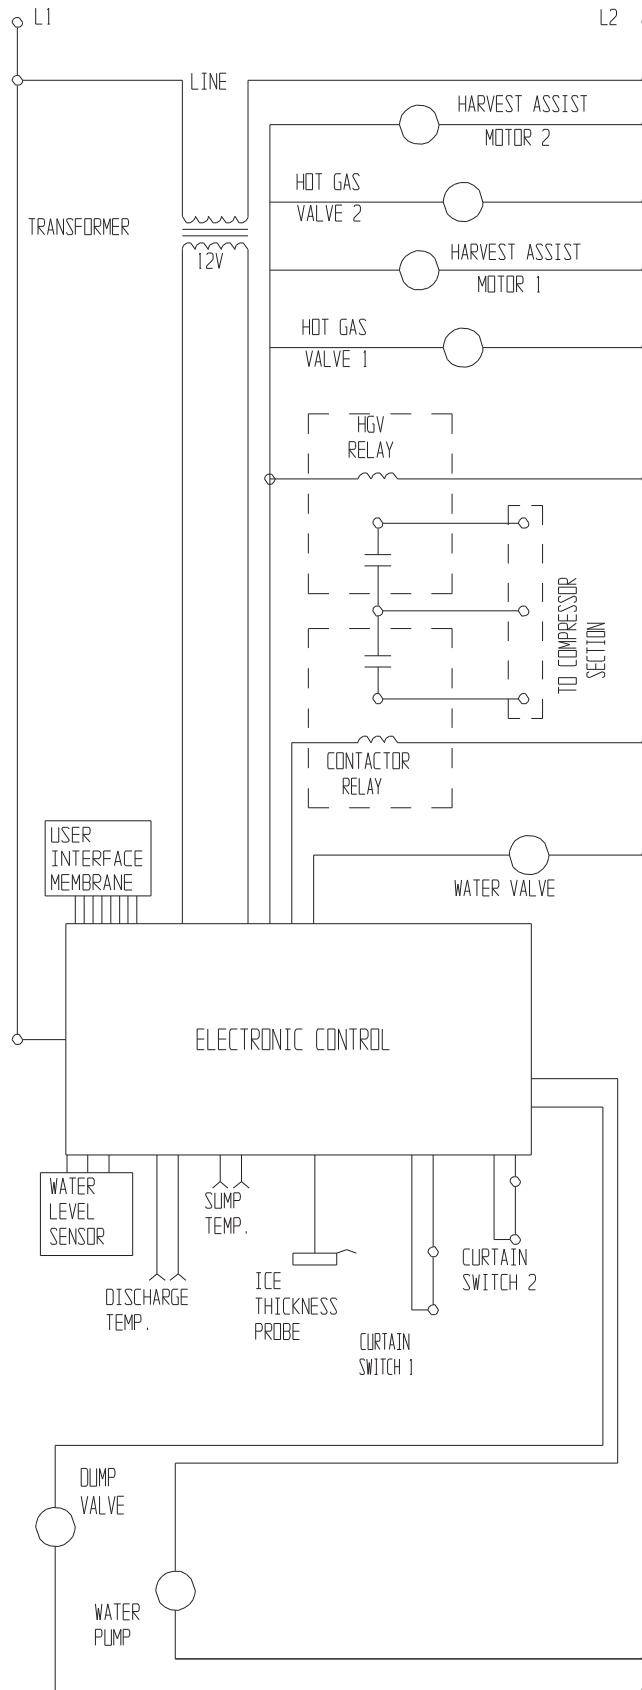 L1
L2
LINE
HARVEST ASSIST
MOTOR 2
HOT GAS
VALVE 2
TRANSFORMER
12V
HARVEST ASSIST
MOTOR 1
HOT GAS
VALVE 1
HGV
RELAY
TO COMPRESSOR
SECTION
CONTACTOR
RELAY
USER
INTERFACE
MEMBRANE
WATER VALVE
ELECTRONIC CONTROL
WATER
LEVEL
SENSOR
SUMP
TEMP.
DISCHARGE
TEMP.
ICE
THICKNESS
PROBE
CURTAIN
SWITCH 1
CURTAIN
SWITCH 2
DUMP
VALVE
WATER
PUMP